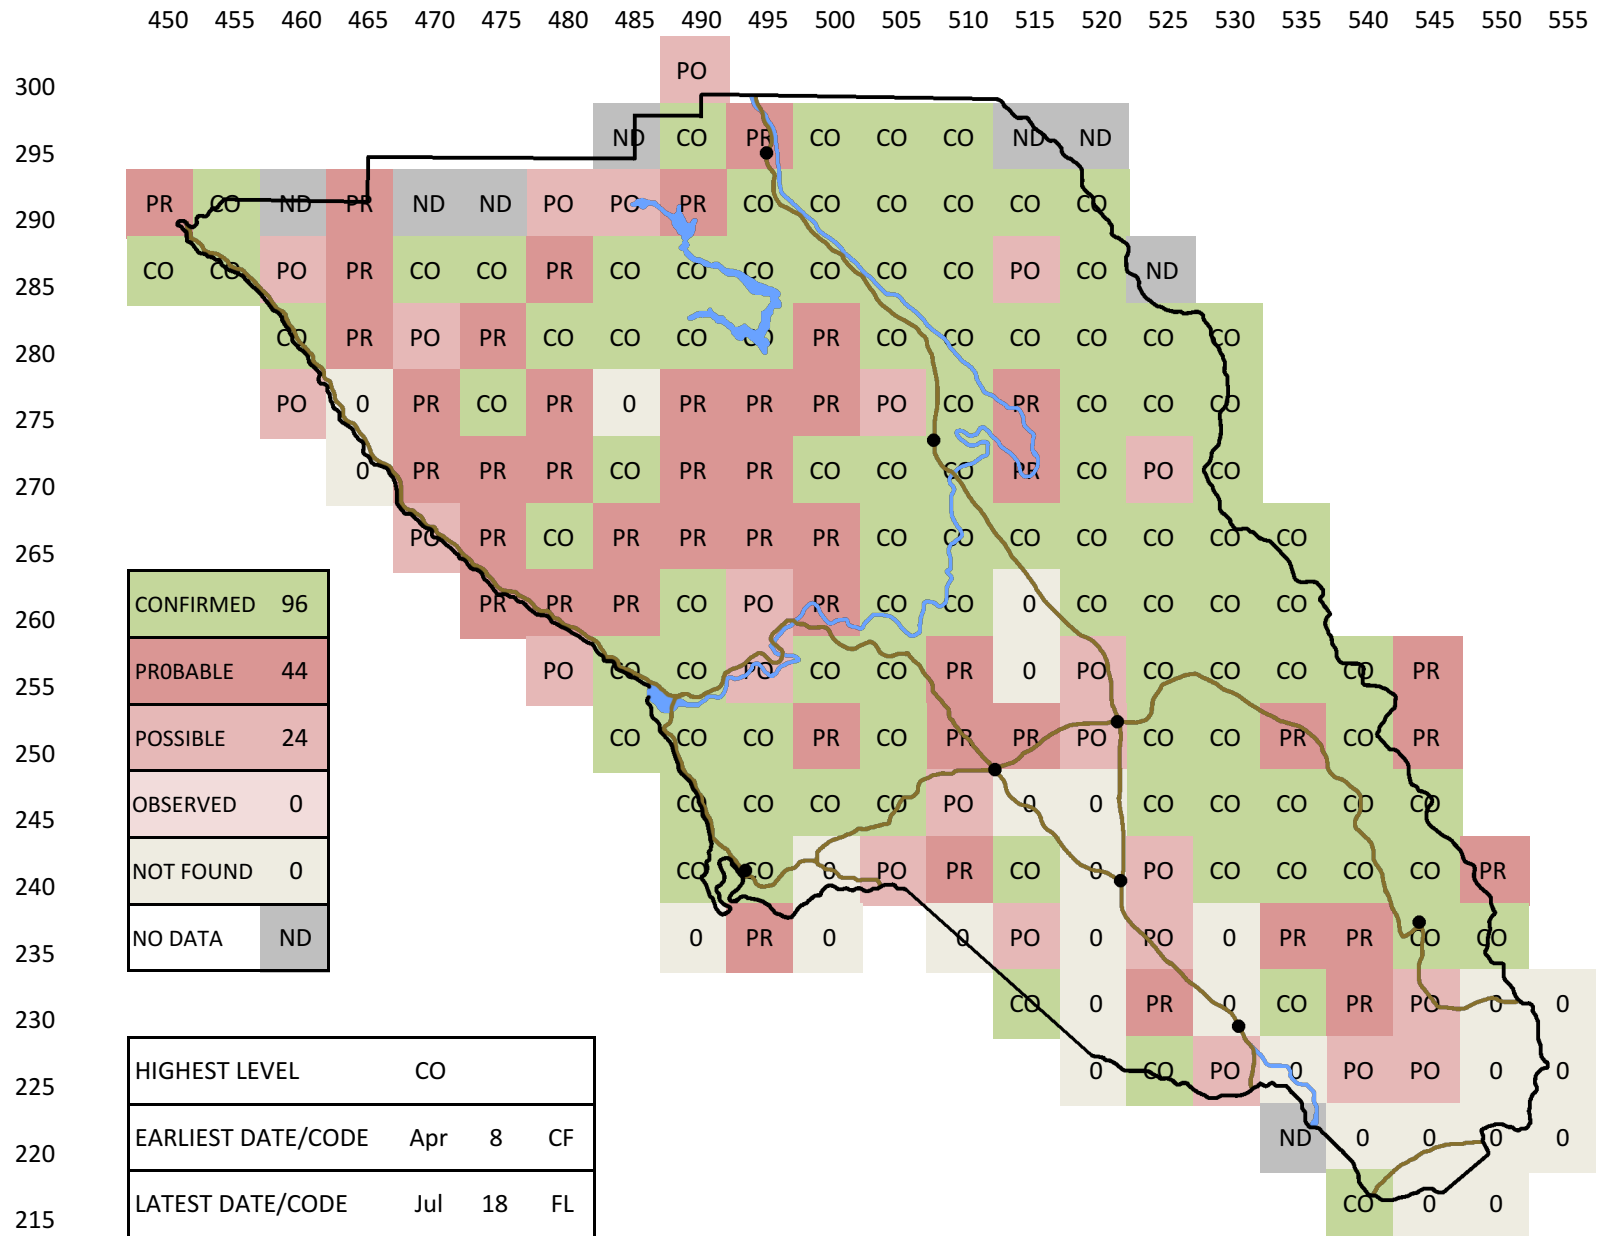 450 455 460 465 470 475 480 485 490 495 500 505 510 515 520 525 530 535 540 545 550 555
PO
300
ND CO PR CO CO CO ND ND
295
PR CO ND PR ND ND PO PO PR CO CO CO CO CO CO
290
CO CO PO PR CO CO PR CO CO CO CO CO CO PO CO ND
285
CO PR PO PR CO CO CO CO PR CO CO CO CO CO CO
280
PO 0 PR CO PR 0 PR PR PR PO CO PR CO CO CO
275
0 PR PR PR CO PR PR CO CO CO PR CO PO CO
270
PO PR CO PR PR PR PR CO CO CO CO CO CO CO
265
PR PR PR CO PO PR CO CO 0 CO CO CO CO
CONFIRMED 96
260
PO CO CO PO CO CO PR 0 PO CO CO CO CO PR
PR0BABLE 44
255
CO CO CO PR CO PR PR PO CO CO PR CO PR
POSSIBLE 24
250
CO CO CO CO PO 0 0 CO CO CO CO CO
OBSERVED 0
245
CO CO 0 PO PR CO 0 PO CO CO CO CO PR
NOT FOUND 0
240
0 PR 0 0 PO 0 PO 0 PR PR CO CO
NO DATA ND
235
CO 0 PR 0 CO PR PO 0 0
230
0 CO PO 0 PO PO 0 0
HIGHEST LEVEL CO
225
ND 0 0 0 0
EARLIEST DATE/CODE Apr 8 CF
220
CO 0 0
LATEST DATE/CODE Jul 18 FL
215